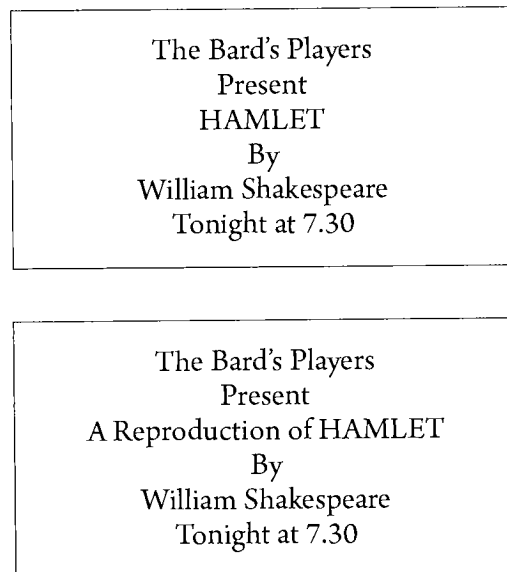 The Bard's Players
Present
HAMLET
By
William Shakespeare
Tonight at 7.30
The Bard's Players
Present
A Reproduction of HAMLET
By
William Shakespeare
Tonight at 7.30